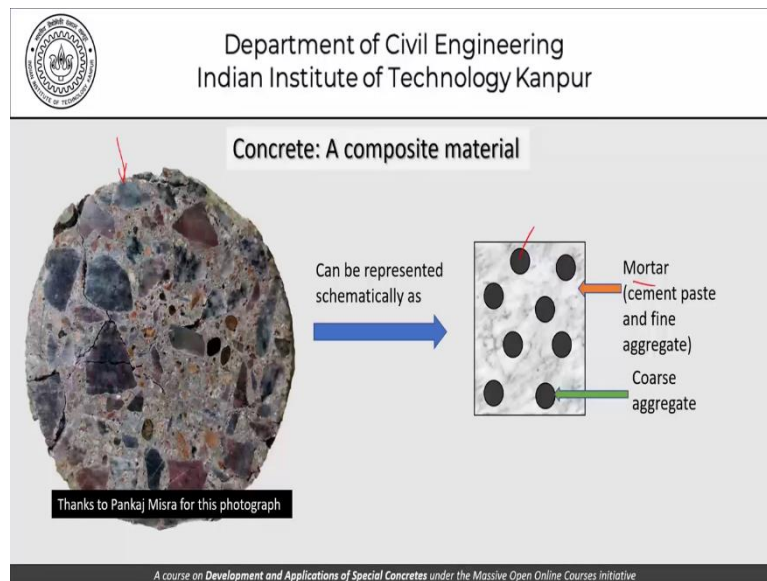 Department of Civil Engineering
Indian Institute of Technology Kanpur
Concrete: A composite material
Can be represented
schematically as
Mortar
(cement paste
and fine
aggregate)
Coarse
aggregate
Thanks to Pankaj Misra for this photograph
A course on Development and Applications of Special Concretes under the Massive Open Online Courses initiative